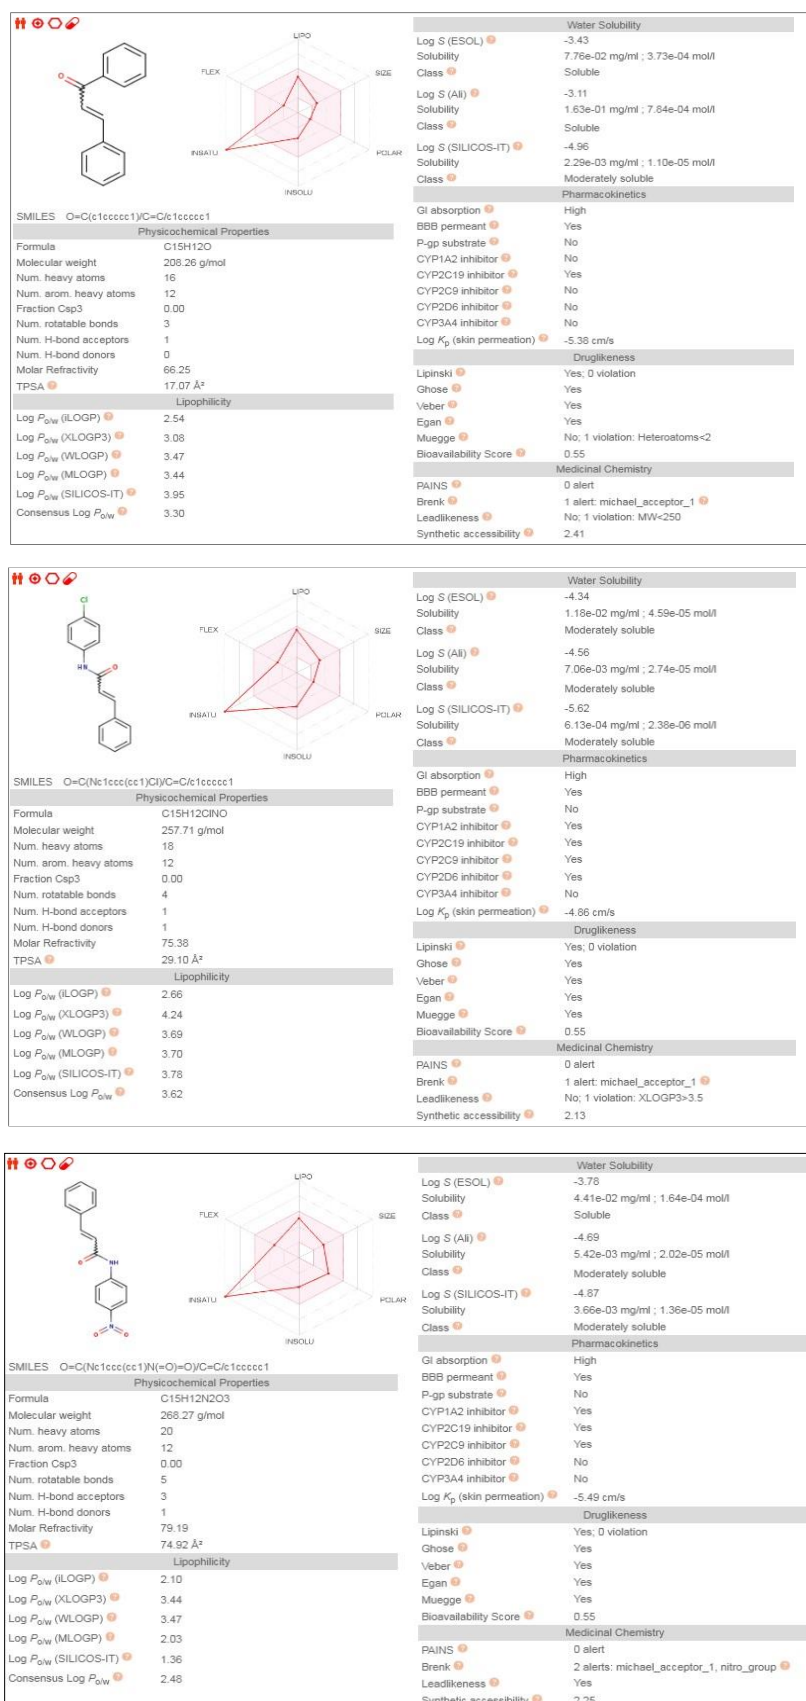 LIPO
FLEX
SIZE
INSATU
POLAR
INSOLU
O
SMILES O=C(c1ccccc1)/C=C/c1ccccc1
Physicochemical Properties
Formula C15H12O
Molecular weight 208.26 g/mol
Num. heavy atoms 16
Num. arom. heavy atoms 12
Fraction Csp3 0.00
Num. rotatable bonds 3
Num. H-bond acceptors 1
Num. H-bond donors 0
Molar Refractivity 66.25
TPSA 17.07 Å²
Lipophilicity
Log Po/w (iLOGP) 2.54
Log Po/w (XLOGP3) 3.08
Log Po/w (WLOGP) 3.47
Log Po/w (MLOGP) 3.44
Log Po/w (SILICOS-IT) 3.95
Consensus Log Po/w 3.30
Water Solubility
Log S (ESOL) -3.43
Solubility 7.76e-02 mg/ml ; 3.73e-04 mol/l
Class Soluble
Log S (Ali) -3.11
Solubility 1.63e-01 mg/ml ; 7.84e-04 mol/l
Class Soluble
Log S (SILICOS-IT) -4.96
Solubility 2.29e-03 mg/ml ; 1.10e-05 mol/l
Class Moderately soluble
Pharmacokinetics
GI absorption High
BBB permeant Yes
P-gp substrate No
CYP1A2 inhibitor No
CYP2C19 inhibitor Yes
CYP2C9 inhibitor No
CYP2D6 inhibitor No
CYP3A4 inhibitor No
Log Kp (skin permeation) -5.38 cm/s
Druglikeness
Lipinski Yes; 0 violation
Ghose Yes
Veber Yes
Egan Yes
Muegge No; 1 violation: Heteroatoms<2
Bioavailability Score 0.55
Medicinal Chemistry
PAINS 0 alert
Brenk 1 alert: michael_acceptor_1
Leadlikeness No; 1 violation: MW<250
Synthetic accessibility 2.41
Cl
HN
O
LIPO
FLEX
SIZE
INSATU
POLAR
INSOLU
SMILES O=C(Nc1ccc(cc1)Cl)/C=C/c1ccccc1
Physicochemical Properties
Formula C15H12ClNO
Molecular weight 257.71 g/mol
Num. heavy atoms 18
Num. arom. heavy atoms 12
Fraction Csp3 0.00
Num. rotatable bonds 4
Num. H-bond acceptors 1
Num. H-bond donors 1
Molar Refractivity 75.38
TPSA 29.10 Å²
Lipophilicity
Log Po/w (iLOGP) 2.66
Log Po/w (XLOGP3) 4.24
Log Po/w (WLOGP) 3.69
Log Po/w (MLOGP) 3.70
Log Po/w (SILICOS-IT) 3.78
Consensus Log Po/w 3.62
Water Solubility
Log S (ESOL) -4.34
Solubility 1.18e-02 mg/ml ; 4.59e-05 mol/l
Class Moderately soluble
Log S (Ali) -4.56
Solubility 7.06e-03 mg/ml ; 2.74e-05 mol/l
Class Moderately soluble
Log S (SILICOS-IT) -5.62
Solubility 6.13e-04 mg/ml ; 2.38e-06 mol/l
Class Moderately soluble
Pharmacokinetics
GI absorption High
BBB permeant Yes
P-gp substrate No
CYP1A2 inhibitor Yes
CYP2C19 inhibitor Yes
CYP2C9 inhibitor Yes
CYP2D6 inhibitor Yes
CYP3A4 inhibitor No
Log Kp (skin permeation) -4.86 cm/s
Druglikeness
Lipinski Yes; 0 violation
Ghose Yes
Veber Yes
Egan Yes
Muegge Yes
Bioavailability Score 0.55
Medicinal Chemistry
PAINS 0 alert
Brenk 1 alert: michael_acceptor_1
Leadlikeness No; 1 violation: XLOGP3>3.5
Synthetic accessibility 2.13
O
NH
N
O
O
LIPO
FLEX
SIZE
INSATU
POLAR
INSOLU
SMILES O=C(Nc1ccc(cc1)N(=O)=O)/C=C/c1ccccc1
Physicochemical Properties
Formula C15H12N2O3
Molecular weight 268.27 g/mol
Num. heavy atoms 20
Num. arom. heavy atoms 12
Fraction Csp3 0.00
Num. rotatable bonds 5
Num. H-bond acceptors 3
Num. H-bond donors 1
Molar Refractivity 79.19
TPSA 74.92 Å²
Lipophilicity
Log Po/w (iLOGP) 2.10
Log Po/w (XLOGP3) 3.44
Log Po/w (WLOGP) 3.47
Log Po/w (MLOGP) 2.03
Log Po/w (SILICOS-IT) 1.36
Consensus Log Po/w 2.48
Water Solubility
Log S (ESOL) -3.78
Solubility 4.41e-02 mg/ml ; 1.64e-04 mol/l
Class Soluble
Log S (Ali) -4.69
Solubility 5.42e-03 mg/ml ; 2.02e-05 mol/l
Class Moderately soluble
Log S (SILICOS-IT) -4.87
Solubility 3.66e-03 mg/ml ; 1.36e-05 mol/l
Class Moderately soluble
Pharmacokinetics
GI absorption High
BBB permeant Yes
P-gp substrate No
CYP1A2 inhibitor Yes
CYP2C19 inhibitor Yes
CYP2C9 inhibitor Yes
CYP2D6 inhibitor No
CYP3A4 inhibitor No
Log Kp (skin permeation) -5.49 cm/s
Druglikeness
Lipinski Yes; 0 violation
Ghose Yes
Veber Yes
Egan Yes
Muegge Yes
Bioavailability Score 0.55
Medicinal Chemistry
PAINS 0 alert
Brenk 2 alerts: michael_acceptor_1, nitro_group
Leadlikeness Yes
Synthetic accessibility 2.25